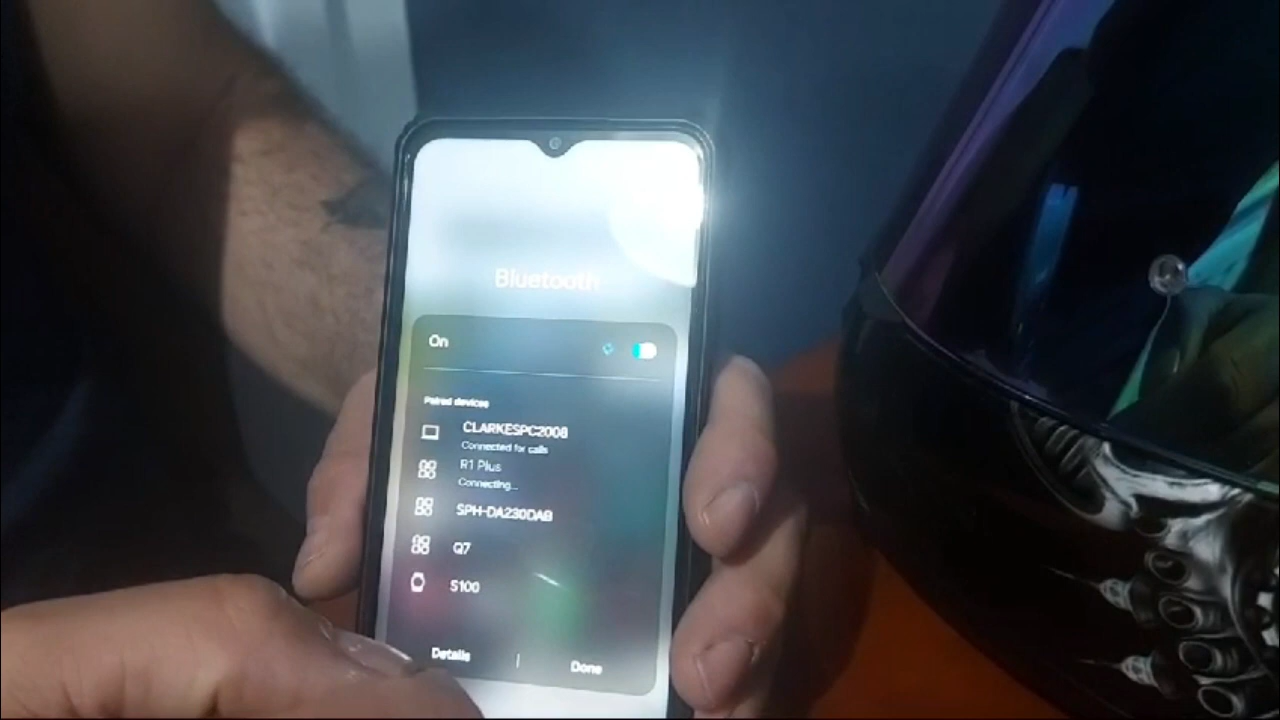 Bluetooth
On
Paired devices
CLARKESPC2008
Connected for calls
R1 Plus
Connecting...
SPH-DA230DAB
Q7
S100
Details
Done